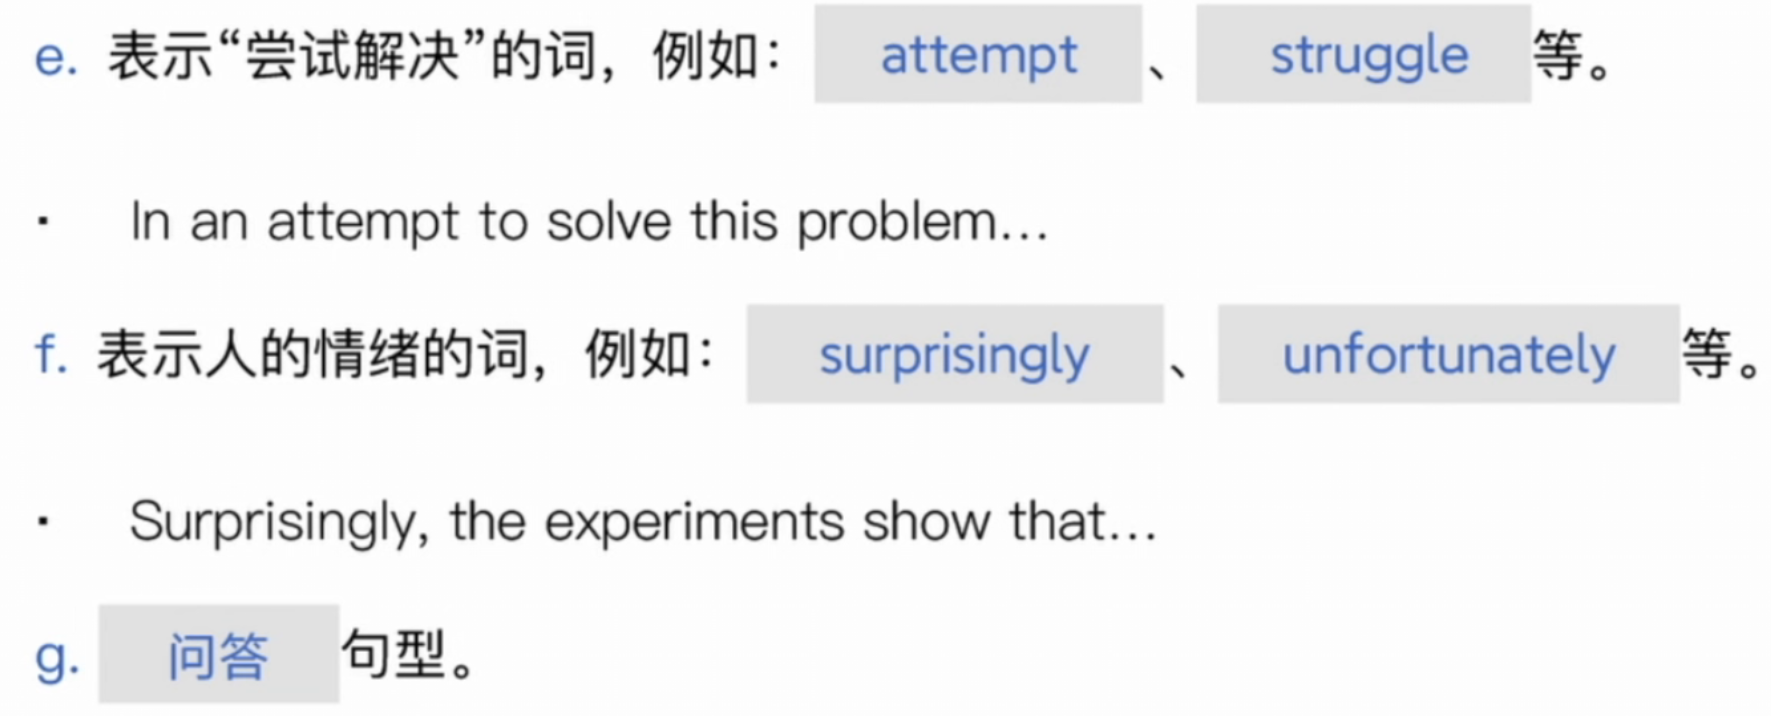 e. 表示“尝试解决”的词，例如： attempt 、 struggle 等。
· In an attempt to solve this problem…
f. 表示人的情绪的词，例如： surprisingly 、 unfortunately 等。
· Surprisingly, the experiments show that…
g. 问答 句型。